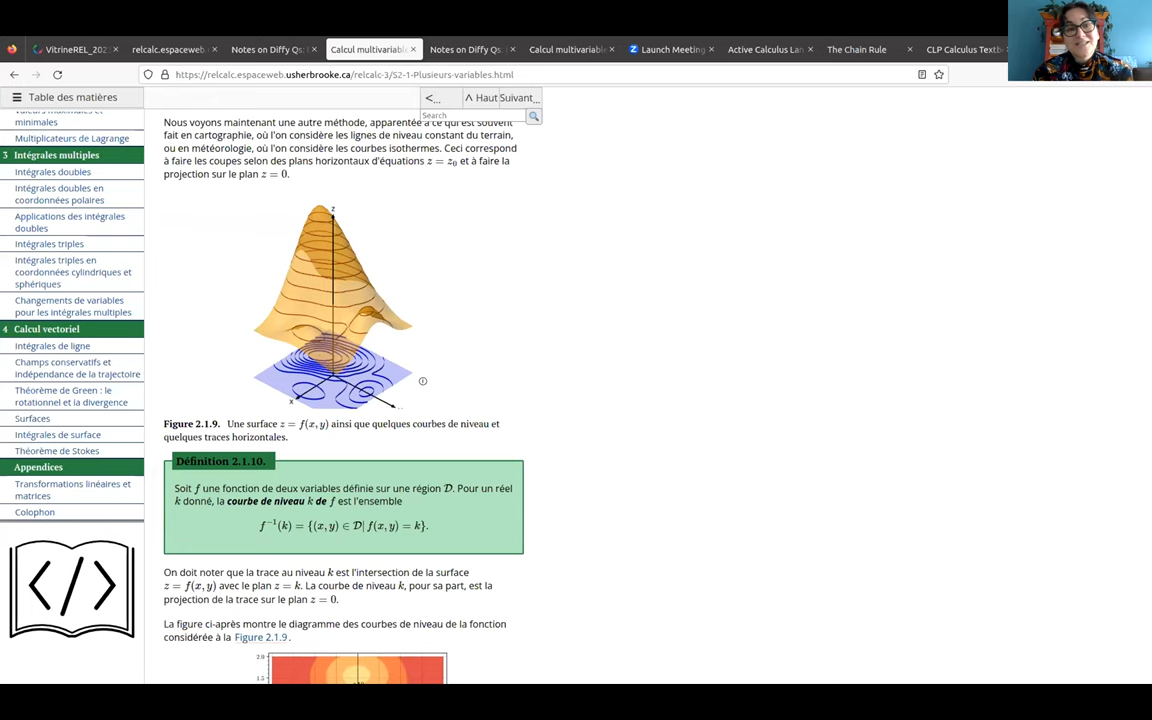 VitrineREL_202
relcalc.espaceweb.
Notes on Diffy Qs: D
Calcul multivariable
Notes on Diffy Qs:
Calcul multivariable
Launch Meeting
Active Calculus Lan
The Chain Rule
CLP Calculus Textb
https://relcalc.espaceweb.usherbrooke.ca/relcalc-3/S2-1-Plusieurs-variables.html
Table des matières
<...
Haut
Suivant...
Search
Valeurs maximales et
minimales
Multiplicateurs de Lagrange
3 Intégrales multiples
Intégrales doubles
Intégrales doubles en
coordonnées polaires
Applications des intégrales
doubles
Intégrales triples
Intégrales triples en
coordonnées cylindriques et
sphériques
Changements de variables
pour les intégrales multiples
4 Calcul vectoriel
Intégrales de ligne
Champs conservatifs et
indépendance de la trajectoire
Théorème de Green : le
rotationnel et la divergence
Surfaces
Intégrales de surface
Théorème de Stokes
Appendices
Transformations linéaires et
matrices
Colophon
Nous voyons maintenant une autre méthode, apparentée à ce qui est souvent
fait en cartographie, où l'on considère les lignes de niveau constant du terrain,
ou en météorologie, où l'on considère les courbes isothermes. Ceci correspond
à faire les coupes selon des plans horizontaux d'équations z = z₀ et à faire la
projection sur le plan z = 0.
z
x
Figure 2.1.9. Une surface z = f(x, y) ainsi que quelques courbes de niveau et
quelques traces horizontales.
Définition 2.1.10.
Soit f une fonction de deux variables définie sur une région 𝒟. Pour un réel
k donné, la courbe de niveau k de f est l'ensemble
f⁻¹(k) = {(x, y) ∈ 𝒟| f(x, y) = k}.
On doit noter que la trace au niveau k est l'intersection de la surface
z = f(x, y) avec le plan z = k. La courbe de niveau k, pour sa part, est la
projection de la trace sur le plan z = 0.
La figure ci-après montre le diagramme des courbes de niveau de la fonction
considérée à la Figure 2.1.9.
2.0
1.5